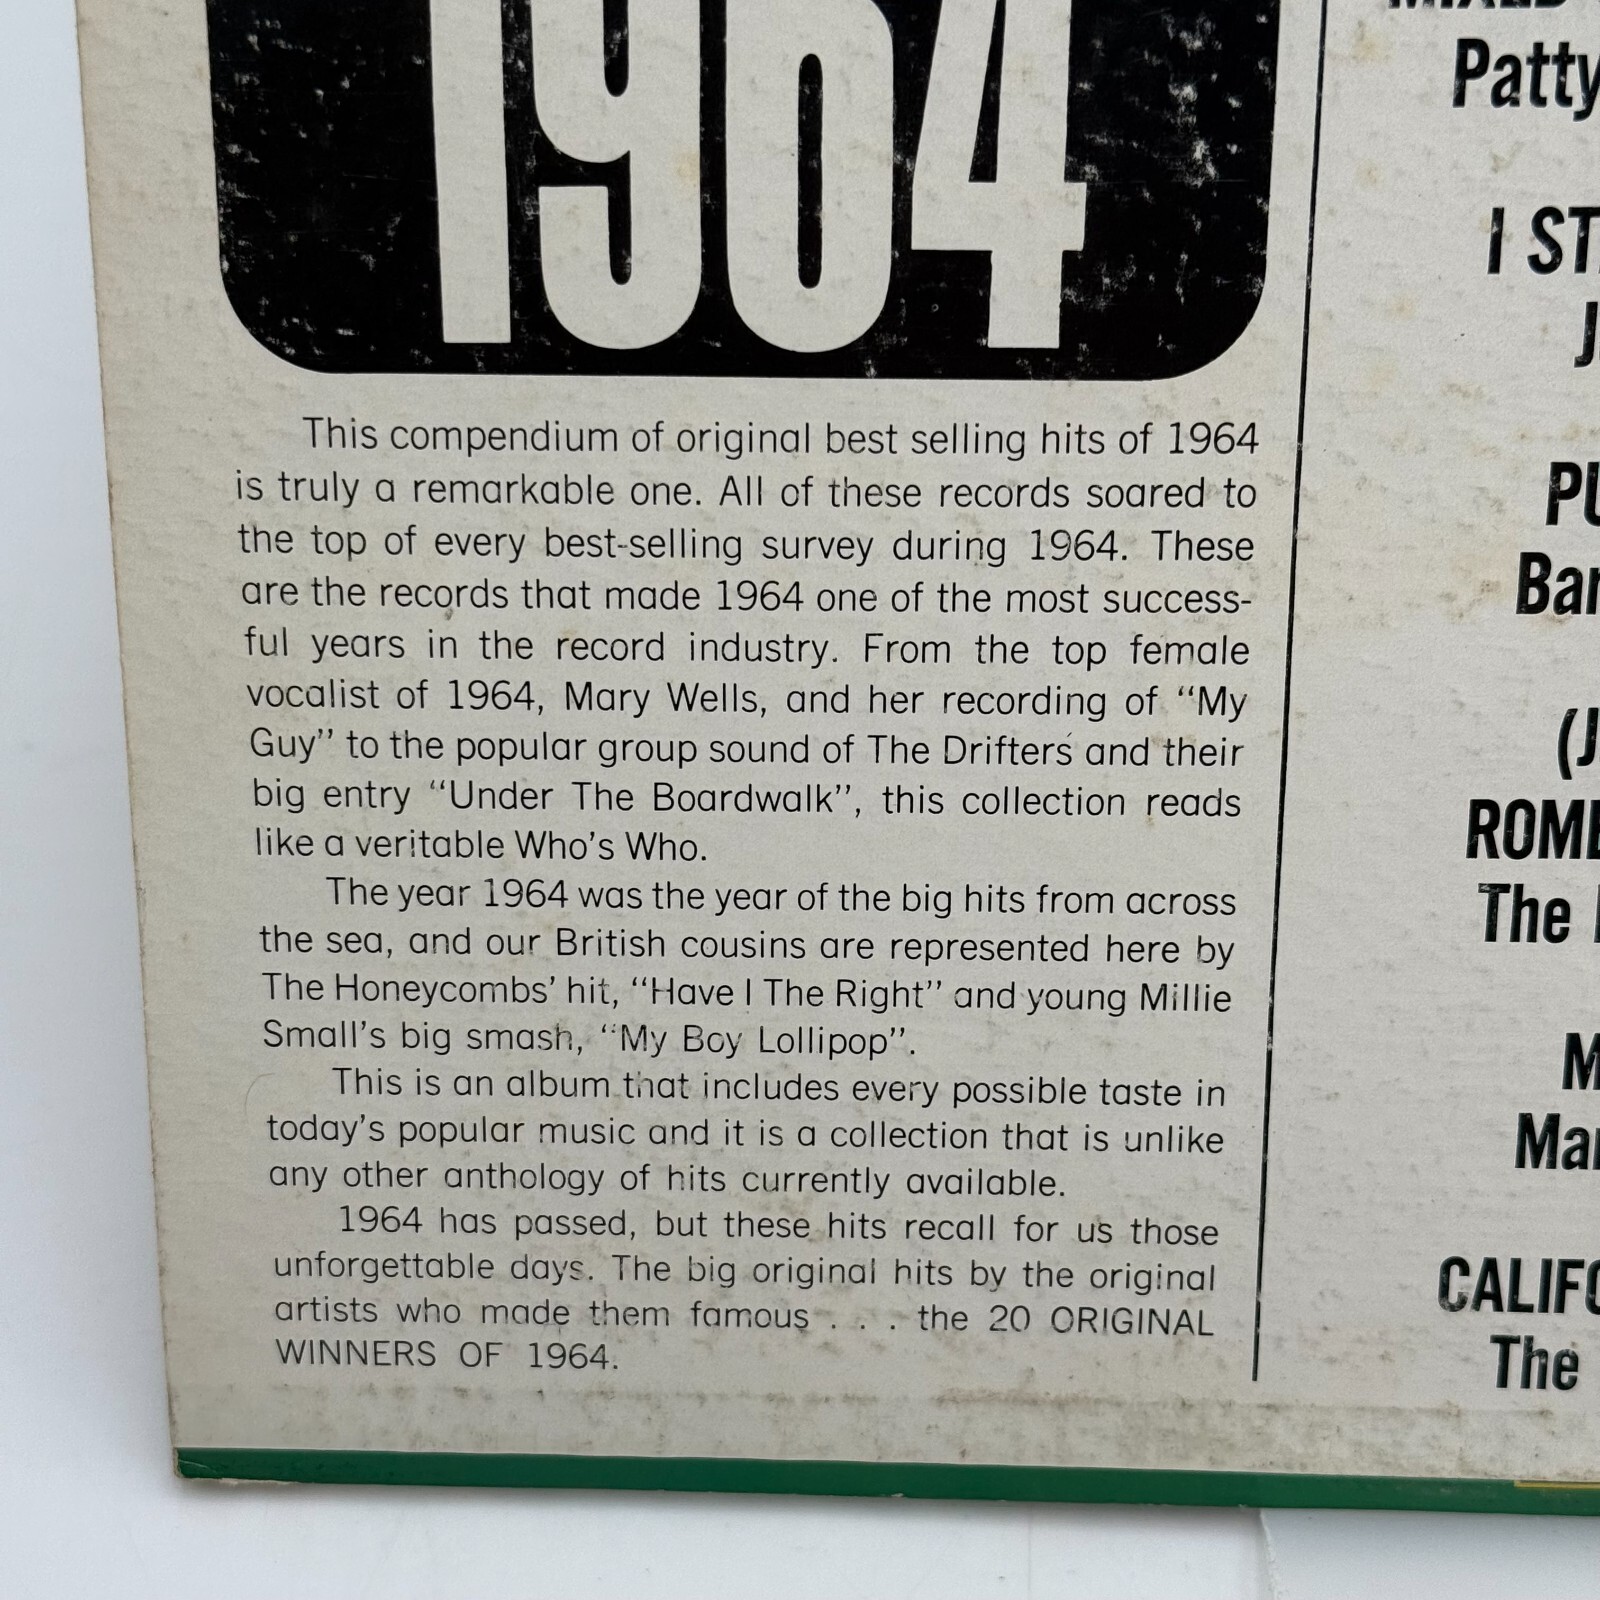 1964
This compendium of original best selling hits of 1964
is truly a remarkable one. All of these records soared to
the top of every best-selling survey during 1964. These
are the records that made 1964 one of the most success-
ful years in the record industry. From the top female
vocalist of 1964, Mary Wells, and her recording of “My
Guy” to the popular group sound of The Drifters and their
big entry “Under The Boardwalk”, this collection reads
like a veritable Who's Who.
The year 1964 was the year of the big hits from across
the sea, and our British cousins are represented here by
The Honeycombs' hit, “Have I The Right” and young Millie
Small's big smash, “My Boy Lollipop”.
This is an album that includes every possible taste in
today's popular music and it is a collection that is unlike
any other anthology of hits currently available.
1964 has passed, but these hits recall for us those
unforgettable days. The big original hits by the original
artists who made them famous . . . the 20 ORIGINAL
WINNERS OF 1964.
Patty
I ST
J
PU
Bar
(J
ROME
The
M
Mar
CALIFO
The